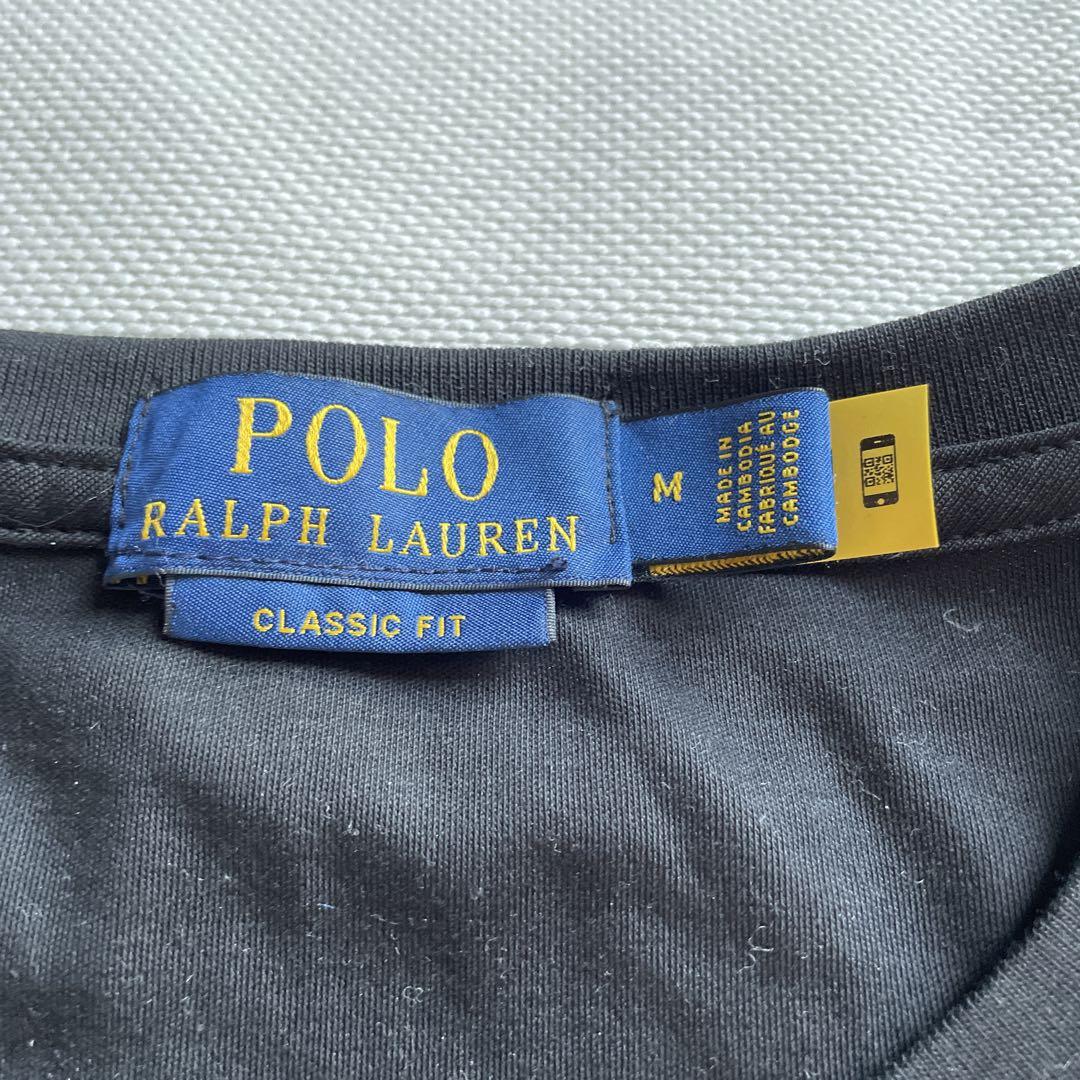 POLO
RALPH LAUREN
CLASSIC FIT
M
MADE IN
CAMBODIA
FABRIQUÉ AU
CAMBODGE